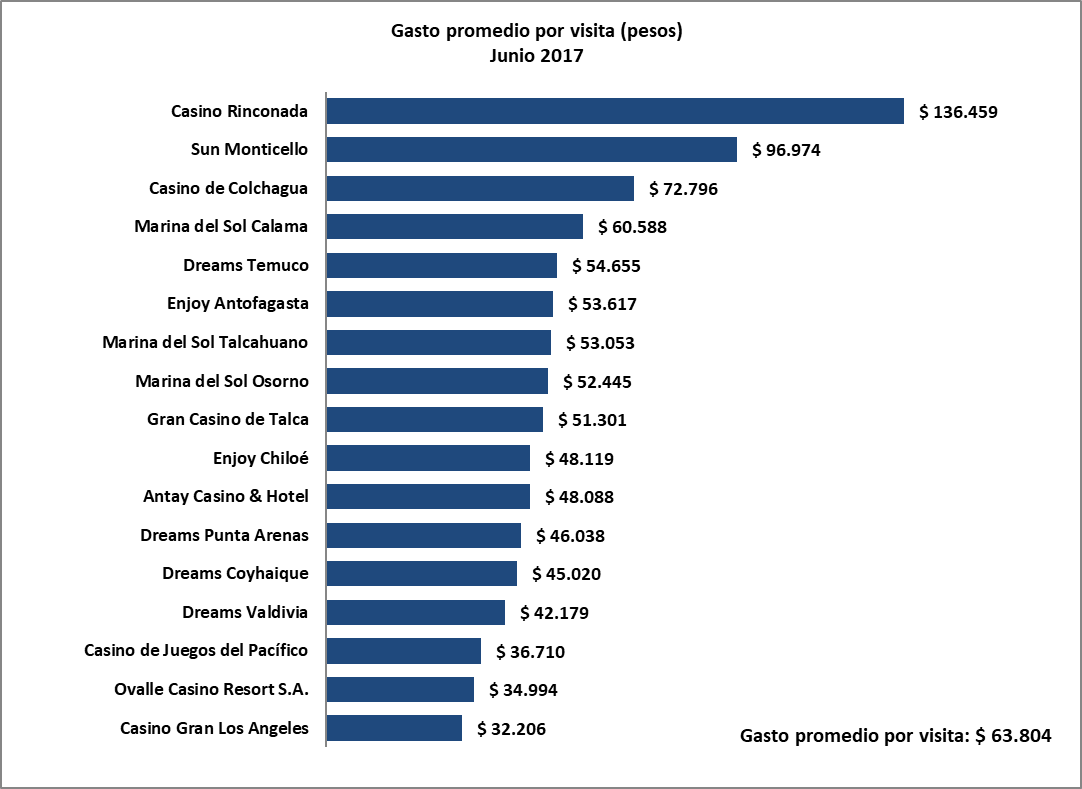 Gasto promedio por visita (pesos)
Junio 2017
Casino Rinconada $ 136.459
Sun Monticello $ 96.974
Casino de Colchagua $ 72.796
Marina del Sol Calama $ 60.588
Dreams Temuco $ 54.655
Enjoy Antofagasta $ 53.617
Marina del Sol Talcahuano $ 53.053
Marina del Sol Osorno $ 52.445
Gran Casino de Talca $ 51.301
Enjoy Chiloé $ 48.119
Antay Casino & Hotel $ 48.088
Dreams Punta Arenas $ 46.038
Dreams Coyhaique $ 45.020
Dreams Valdivia $ 42.179
Casino de Juegos del Pacífico $ 36.710
Ovalle Casino Resort S.A. $ 34.994
Casino Gran Los Angeles $ 32.206
Gasto promedio por visita: $ 63.804